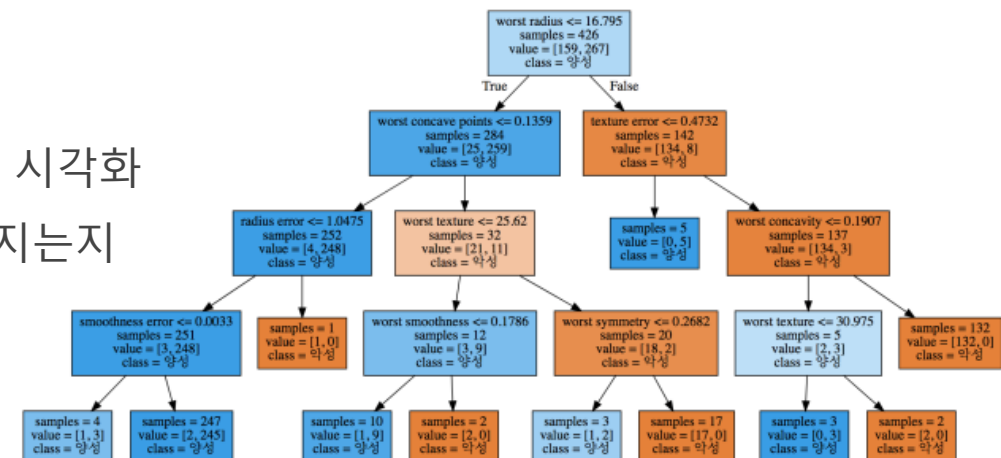 시각화
지는지
worst radius <= 16.795
samples = 426
value = [159, 267]
class = 양성
True
False
worst concave points <= 0.1359
samples = 284
value = [25, 259]
class = 양성
texture error <= 0.4732
samples = 142
value = [134, 8]
class = 악성
radius error <= 1.0475
samples = 252
value = [4, 248]
class = 양성
worst texture <= 25.62
samples = 32
value = [21, 11]
class = 악성
samples = 5
value = [0, 5]
class = 양성
worst concavity <= 0.1907
samples = 137
value = [134, 3]
class = 악성
smoothness error <= 0.0033
samples = 251
value = [3, 248]
class = 양성
samples = 1
value = [1, 0]
class = 악성
worst smoothness <= 0.1786
samples = 12
value = [3, 9]
class = 양성
worst symmetry <= 0.2682
samples = 20
value = [18, 2]
class = 악성
worst texture <= 30.975
samples = 5
value = [2, 3]
class = 양성
samples = 132
value = [132, 0]
class = 악성
samples = 4
value = [1, 3]
class = 양성
samples = 247
value = [2, 245]
class = 양성
samples = 10
value = [1, 9]
class = 양성
samples = 2
value = [2, 0]
class = 악성
samples = 3
value = [1, 2]
class = 양성
samples = 17
value = [17, 0]
class = 악성
samples = 3
value = [0, 3]
class = 양성
samples = 2
value = [2, 0]
class = 악성